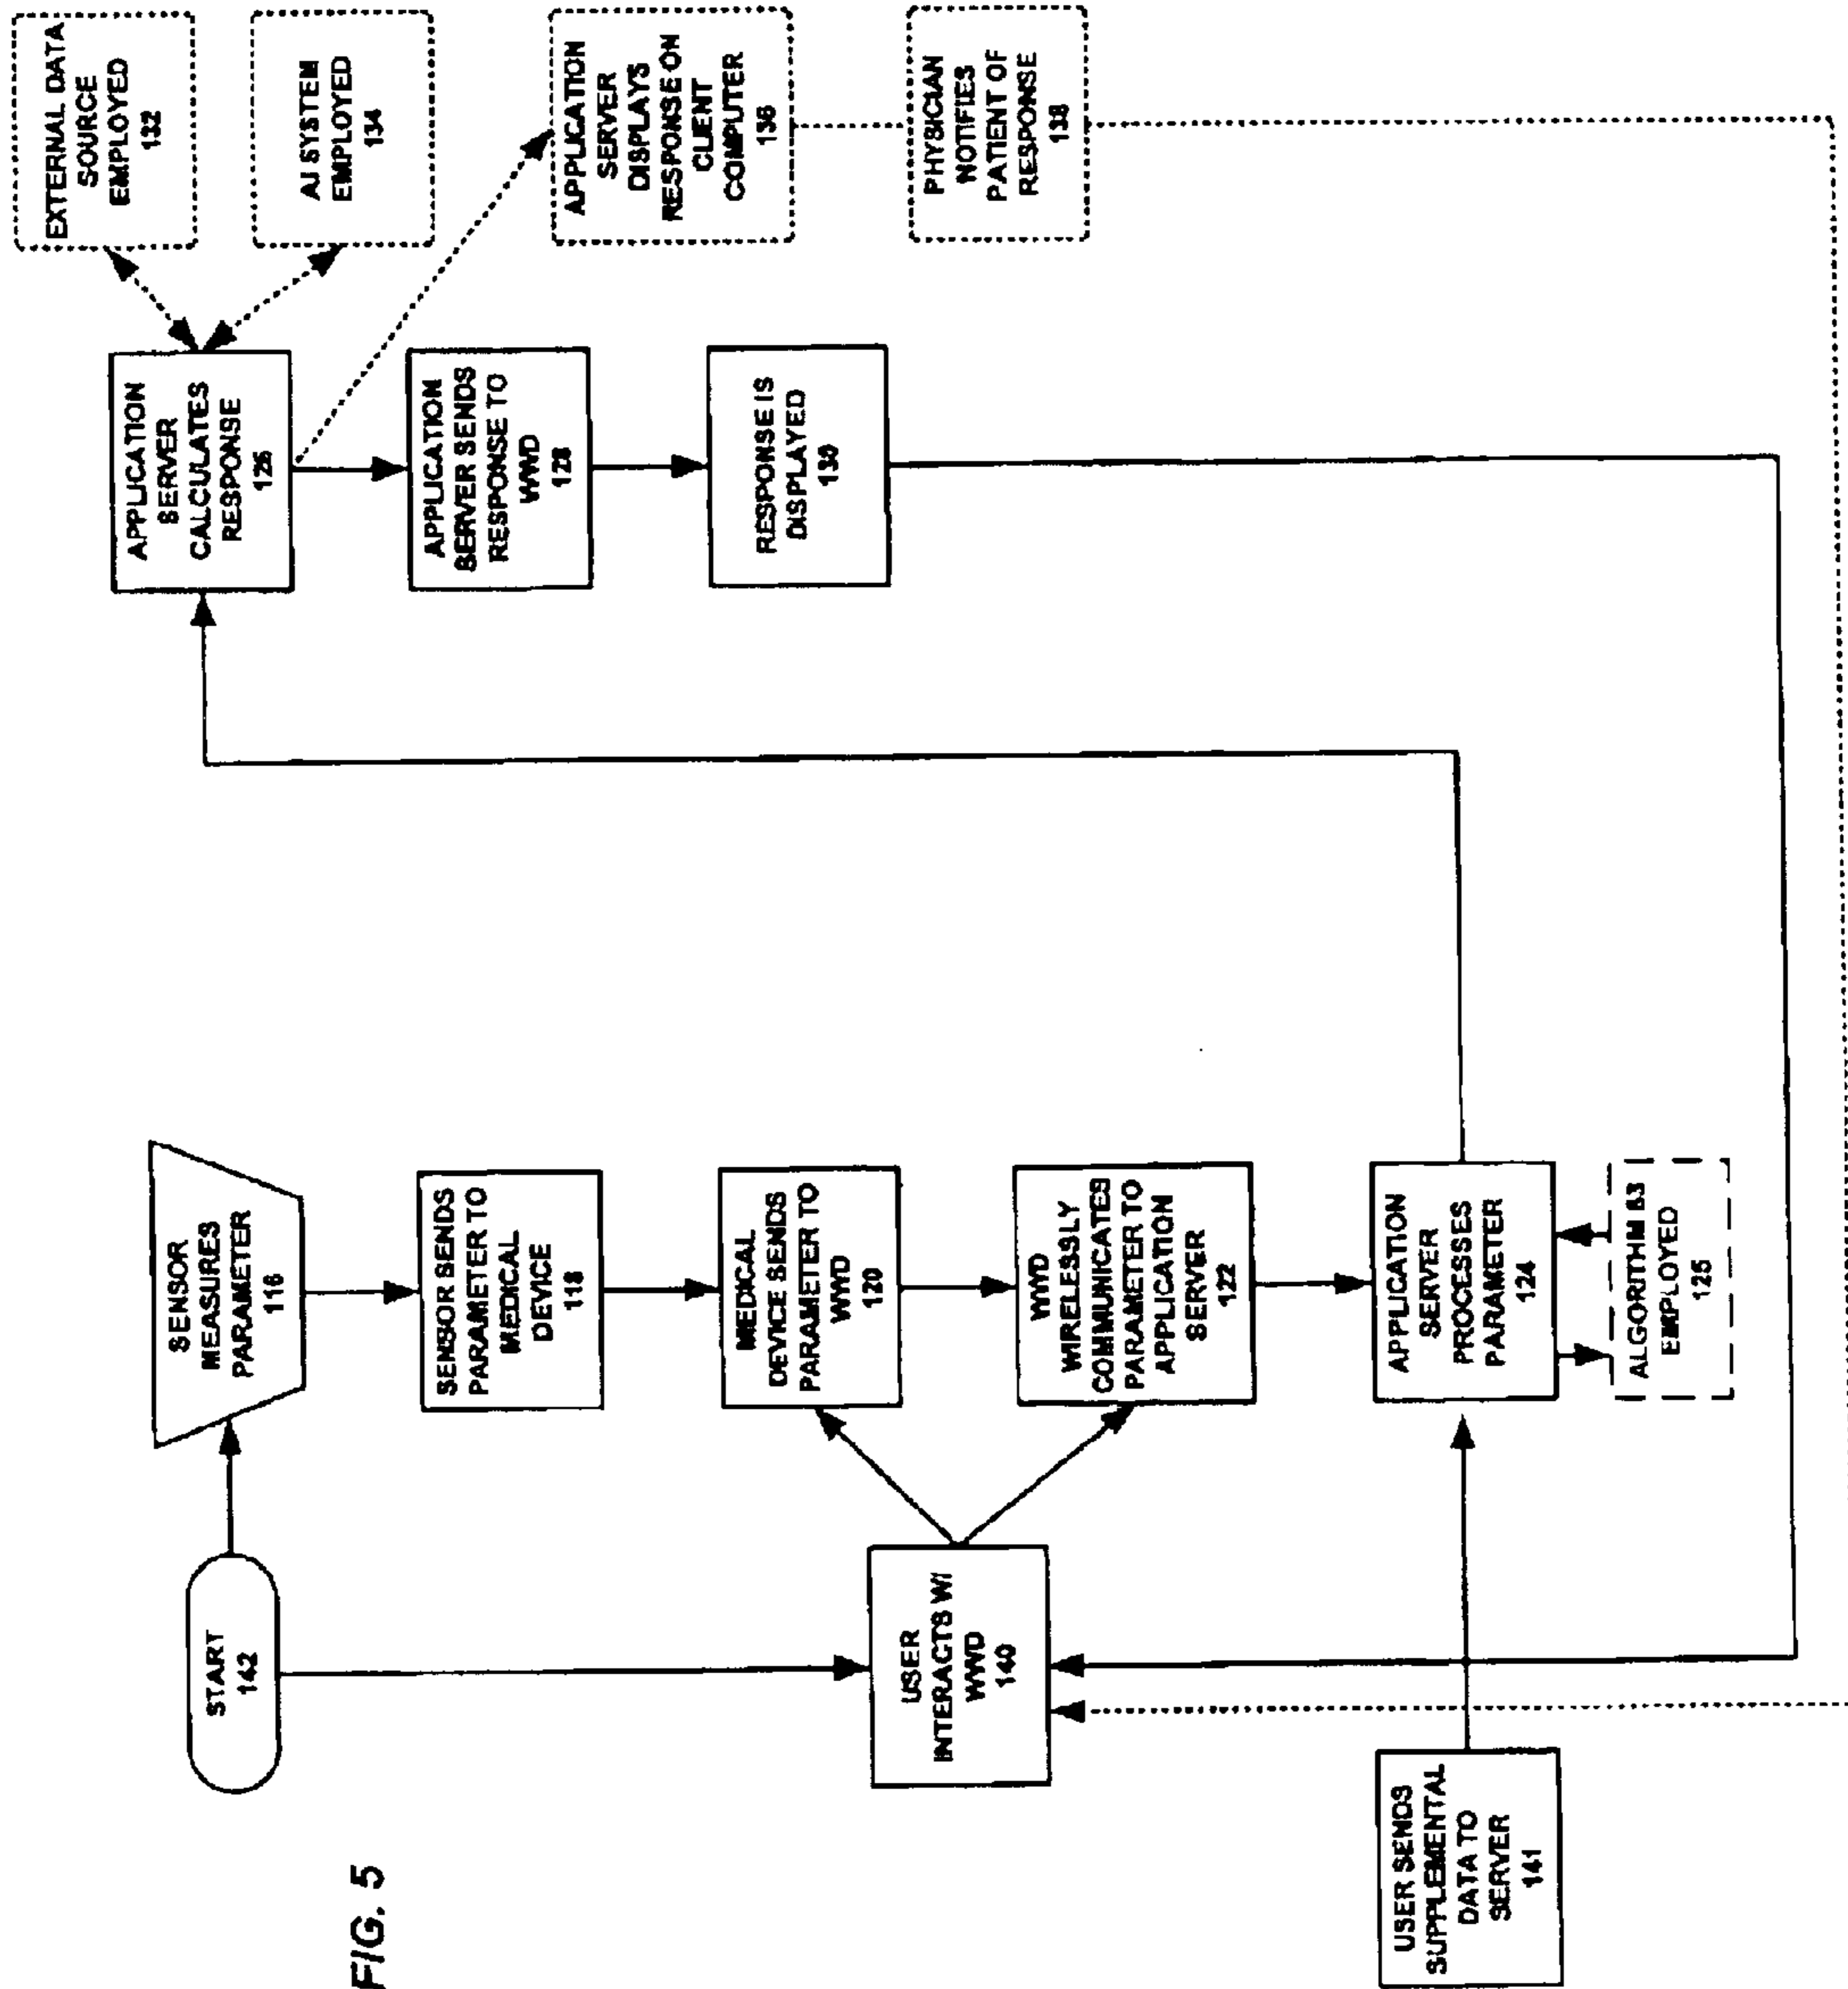 FIG. 5
START
142
SENSOR
MEASURES
PARAMETER
116
SENSOR SENDS
PARAMETER TO
MEDICAL
DEVICE
118
MEDICAL
DEVICE SENDS
PARAMETER TO
WWD
120
WWD
WIRELESSLY
COMMUNICATES
PARAMETER TO
APPLICATION
SERVER
122
USER
INTERACTS W/
WWD
140
USER SENDS
SUPPLEMENTAL
DATA TO
SERVER
141
APPLICATION
SERVER
PROCESSES
PARAMETER
124
ALGORITHM 83
EMPLOYED
125
APPLICATION
SERVER
CALCULATES
RESPONSE
126
APPLICATION
SERVER SENDS
RESPONSE TO
WWD
128
RESPONSE IS
DISPLAYED
130
EXTERNAL DATA
SOURCE
EMPLOYED
132
AI SYSTEM
EMPLOYED
134
APPLICATION
SERVER
DISPLAYS
RESPONSE ON
CLIENT
COMPUTER
136
PHYSICIAN
NOTIFIES
PATIENT OF
RESPONSE
138